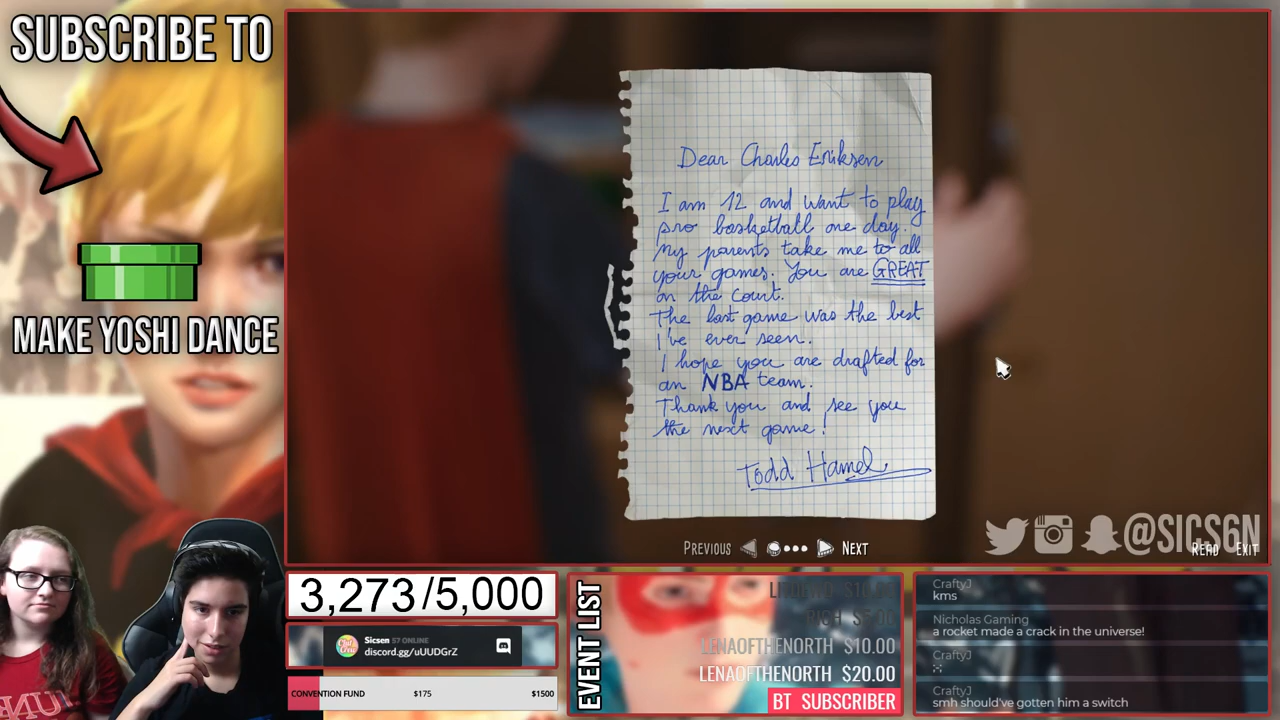 SUBSCRIBE TO
MAKE YOSHI DANCE
Dear Charles Eriksen
I am 12 and want to play
pro basketball one day.
My parents take me to all
your games. You are GREAT
on the court.
The last game was the best
I've ever seen.
I hope you are drafted for
an NBA team.
Thank you and see you
the next game!
Todd Hamel
PREVIOUS
NEXT
@SICS6N
READ EXIT
3,273/5,000
Sicsen 57 ONLINE
discord.gg/uUUDGrZ
CONVENTION FUND $175 $1500
EVENT LIST
$5.00
LENAOFTHENORTH $10.00
LENAOFTHENORTH $20.00
BT SUBSCRIBER
CraftyJ
kms
Nicholas Gaming
a rocket made a crack in the universe!
CraftyJ
;-;
CraftyJ
smh should've gotten him a switch